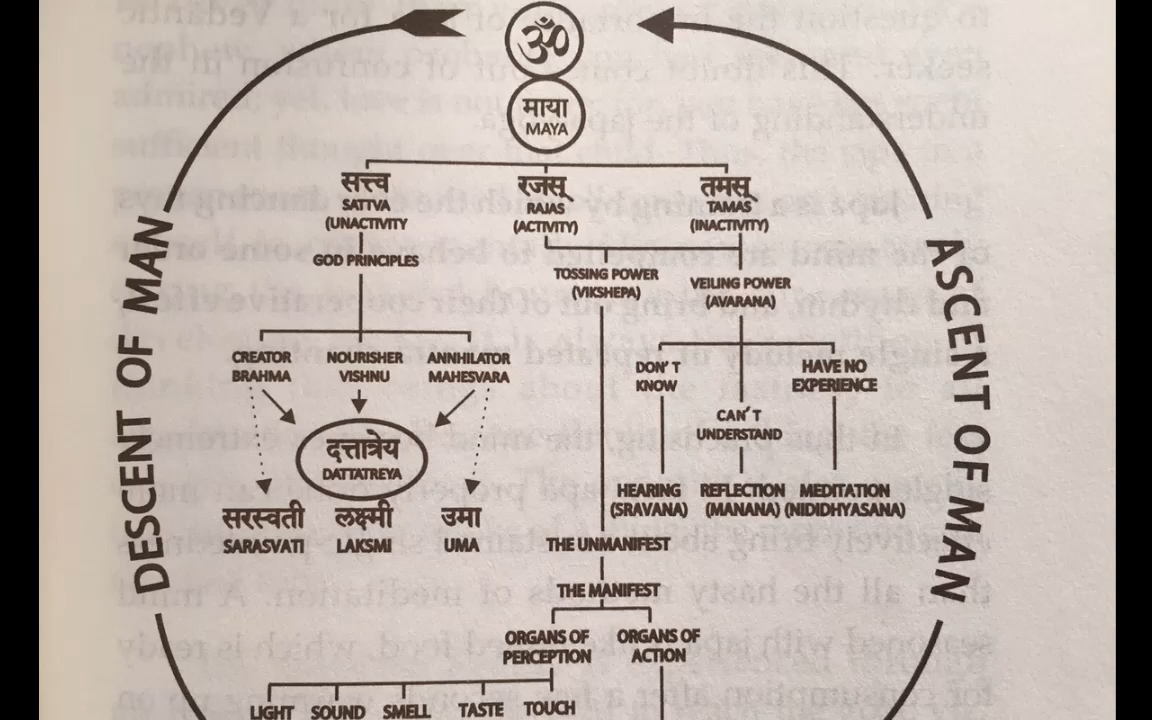 ॐ
माया
MAYA
सत्त्व
SATTVA
(UNACTIVITY
रजस्
RAJAS
(ACTIVITY)
तमस्
TAMAS
(INACTIVITY)
GOD PRINCIPLES
TOSSING POWER
(VIKSHEPA)
VEILING POWER
(AVARANA)
CREATOR
BRAHMA
NOURISHER
VISHNU
ANNHILATOR
MAHESVARA
DON'T
KNOW
CAN'T
UNDERSTAND
HAVE NO
EXPERIENCE
दत्तात्रेय
DATTATREYA
सरस्वती
SARASVATI
लक्ष्मी
LAKSMI
उमा
UMA
HEARING
(SRAVANA)
REFLECTION
(MANANA)
MEDITATION
(NIDIDHYASANA)
THE UNMANIFEST
THE MANIFEST
ORGANS OF
PERCEPTION
ORGANS OF
ACTION
LIGHT SOUND SMELL TASTE TOUCH
DESCENT OF MAN
ASCENT OF MAN